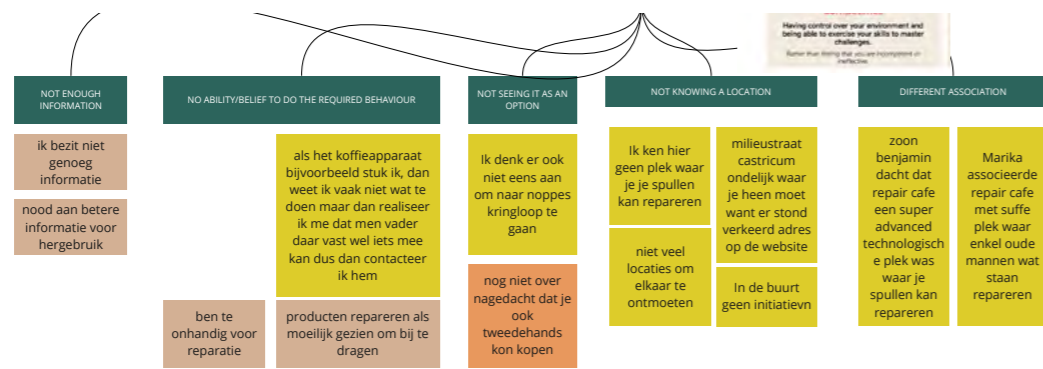 Having control over your environment and
being able to exercise your skills to master
challenges.
Rather than feeling that you are incompetent or
ineffective.
NOT ENOUGH
INFORMATION
ik bezit niet
genoeg
informatie
nood aan betere
informatie voor
hergebruik
NO ABILITY/BELIEF TO DO THE REQUIRED BEHAVIOUR
als het koffieapparaat
bijvoorbeeld stuk ik, dan
weet ik vaak niet wat te
doen maar dan realiseer
ik me dat men vader
daar vast wel iets mee
kan dus dan contacteer
ik hem
ben te
onhandig voor
reparatie
producten repareren als
moeilijk gezien om bij te
dragen
NOT SEEING IT AS AN
OPTION
Ik denk er ook
niet eens aan
om naar noppes
kringloop te
gaan
nog niet over
nagedacht dat je
ook
tweedehands
kon kopen
NOT KNOWING A LOCATION
Ik ken hier
geen plek waar
je je spullen
kan repareren
niet veel
locaties om
elkaar te
ontmoeten
milieustraat
castricum
ondelijk waar
je heen moet
want er stond
verkeerd adres
op de website
In de buurt
geen initiatievn
DIFFERENT ASSOCIATION
zoon
benjamin
dacht dat
repair cafe
een super
advanced
technologisch
e plek was
waar je
spullen kan
repareren
Marika
associeerde
repair cafe
met suffe
plek waar
enkel oude
mannen wat
staan
repareren